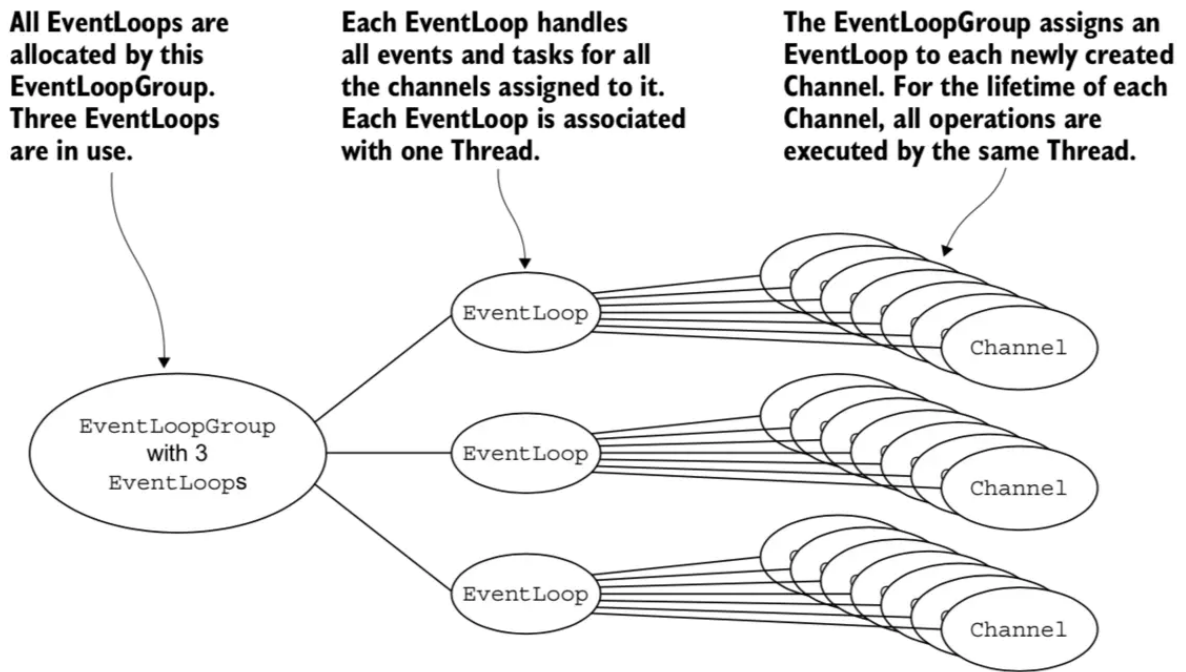 All EventLoops are
allocated by this
EventLoopGroup.
Three EventLoops
are in use.
Each EventLoop handles
all events and tasks for all
the channels assigned to it.
Each EventLoop is associated
with one Thread.
The EventLoopGroup assigns an
EventLoop to each newly created
Channel. For the lifetime of each
Channel, all operations are
executed by the same Thread.
EventLoopGroup
with 3
EventLoops
EventLoop
Channel
EventLoop
Channel
EventLoop
Channel